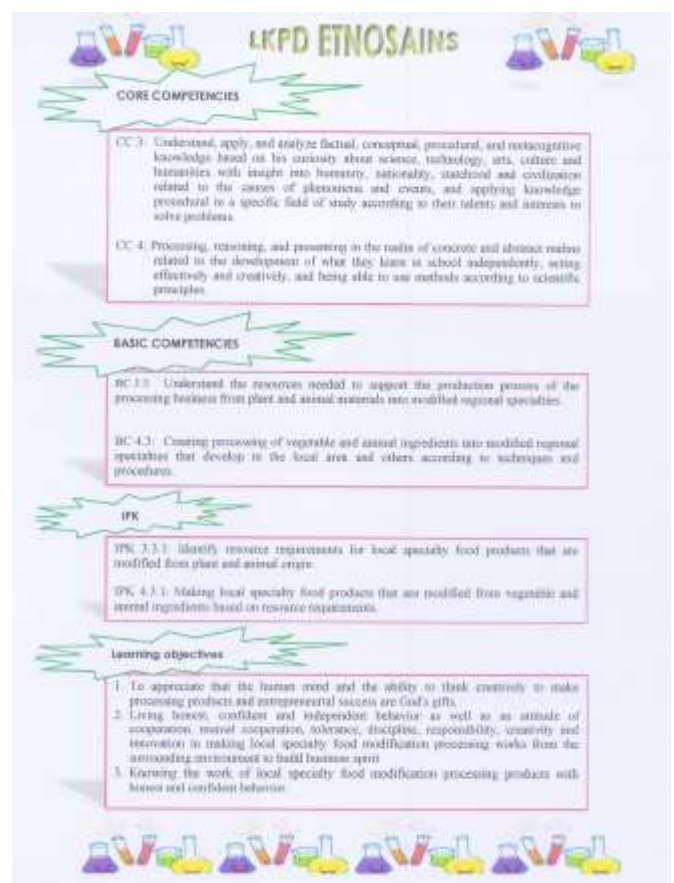 LKPD ETNOSAINS
CORE COMPETENCIES
CC 3: Understand, apply, and analyze factual, conceptual, procedural, and metacognitive
knowledge based on his curiosity about science, technology, arts, culture and
humanities with insight into humanity, nationality, statehood and civilization
related to the causes of phenomena and events, and applying knowledge
procedural in a specific field of study according to their talents and interests to
solve problems.
CC 4: Processing, reasoning, and presenting in the realm of concrete and abstract realms
related to the development of what they learn in school independently, acting
effectively and creatively, and being able to use methods according to scientific
principles.
BASIC COMPETENCIES
Understand the resources needed to support the production process of the
processing business from plant and animal materials into modified regional specialties.
BC 4.3: Creating processing of vegetable and animal ingredients into modified regional
specialties that develop in the local area and others according to techniques and
procedures.
IPK
IPK 3.3.1: Identify resource requirements for local specialty food products that are
modified from plant and animal origin
IPK 4.3.1: Making local specialty food products that are modified from vegetable and
animal ingredients based on resource requirements.
Learning objectives
1. To appreciate that the human mind and the ability to think creatively to make
processing products and entrepreneurial success are God's gifts.
2. Living honest, confident and independent behavior as well as an attitude of
cooperation, mutual cooperation, tolerance, discipline, responsibility, creativity and
innovation in making local specialty food modification processing works from the
surrounding environment to build business spirit
3. Knowing the work of local specialty food modification processing products with
honest and confident behavior.